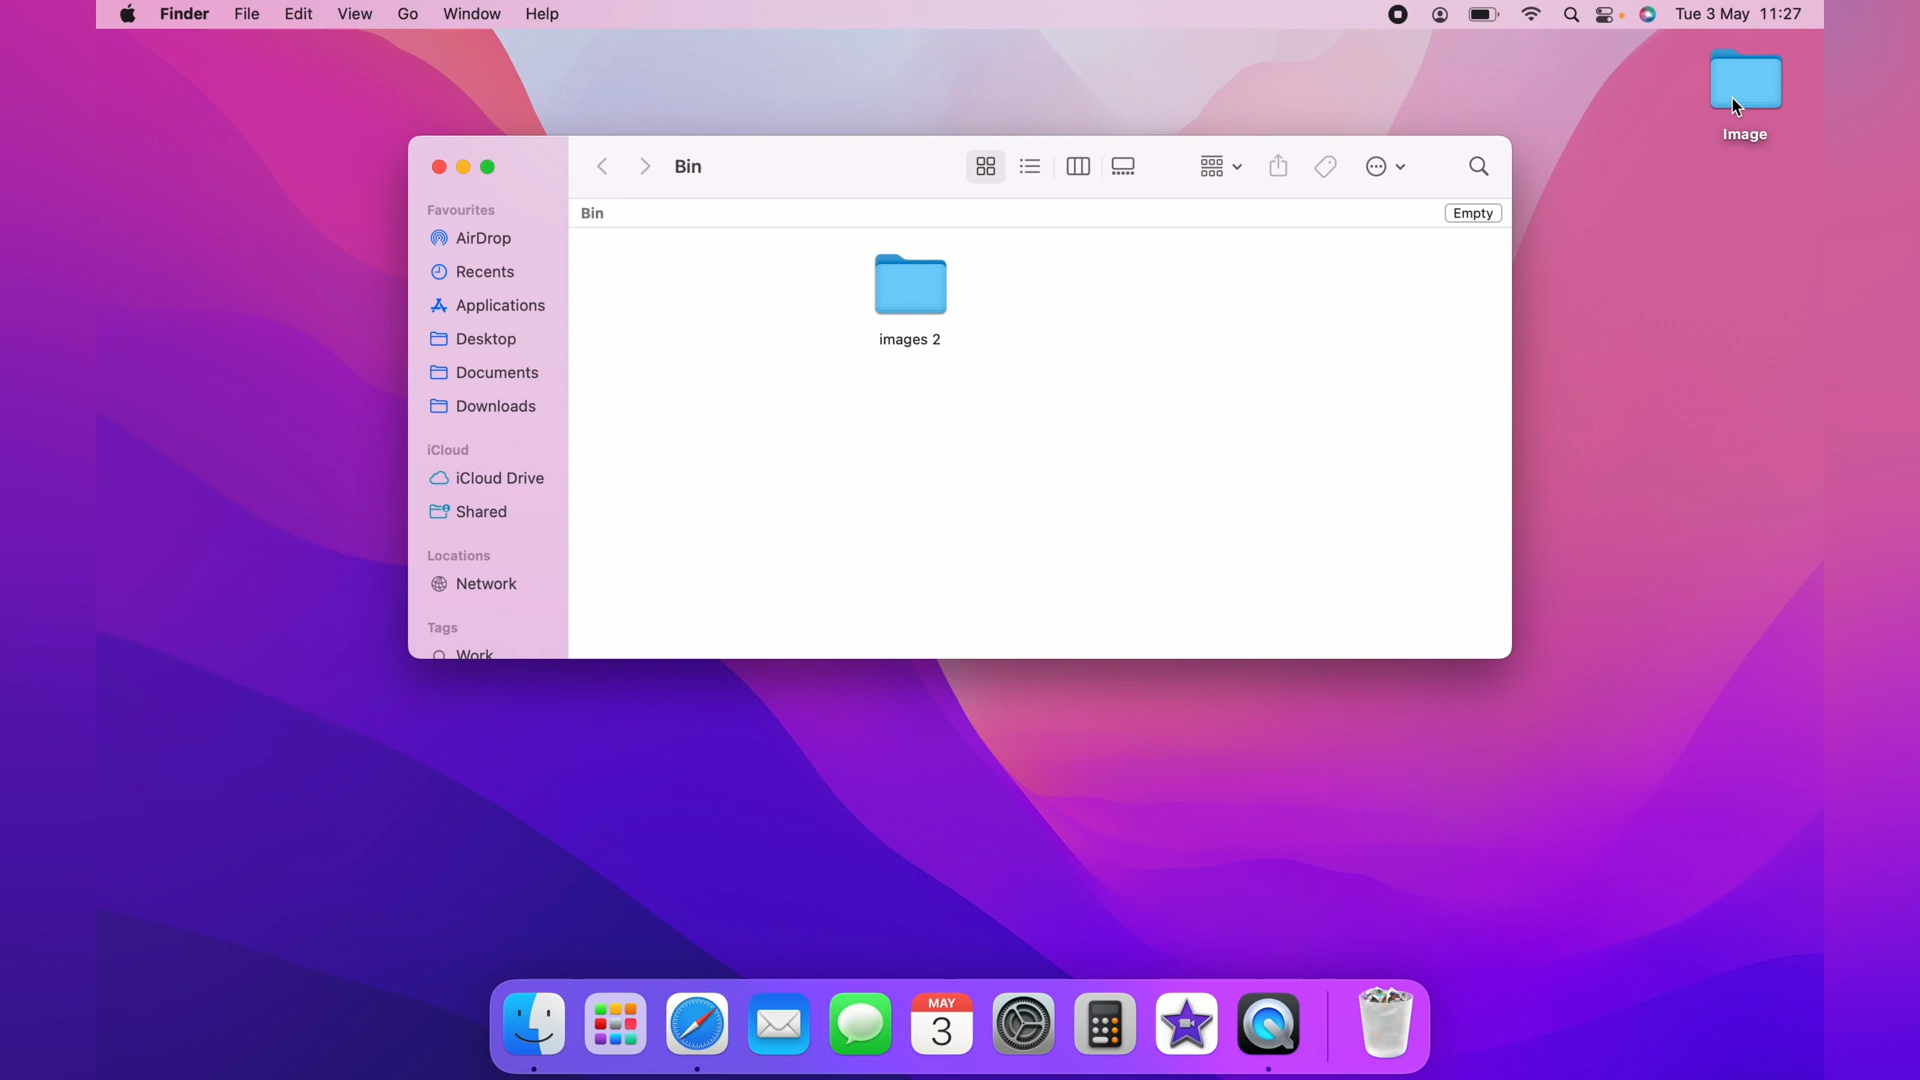 Finder File Edit View Go Window Help Tue 3 May 11:27
Image
Bin
Bin Empty
Favourites
AirDrop
Recents
Applications
Desktop
Documents
Downloads
iCloud
iCloud Drive
Shared
Locations
Network
Tags
Work
images 2
MAY
3